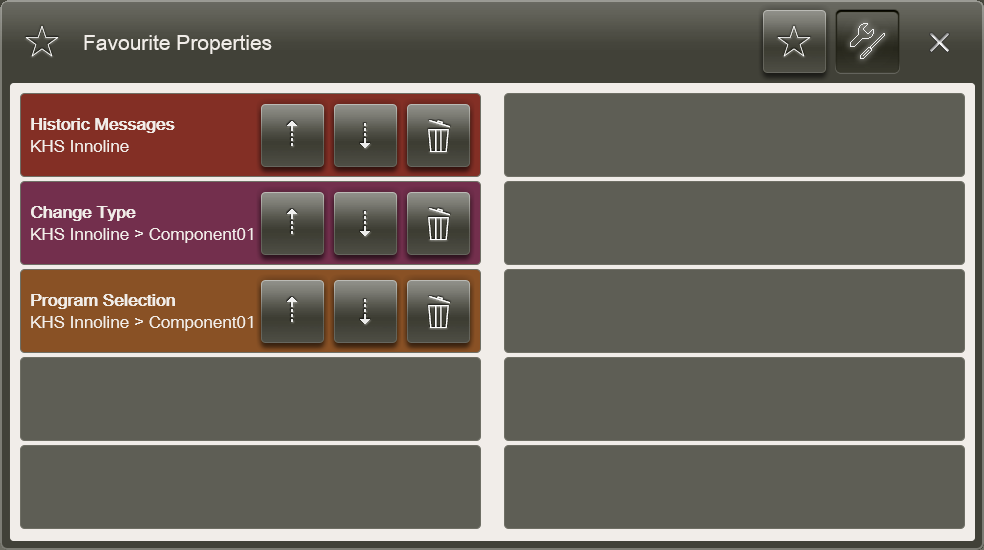 Favourite Properties
Historic Messages
KHS Innoline
Change Type
KHS Innoline > Component01
Program Selection
KHS Innoline > Component01